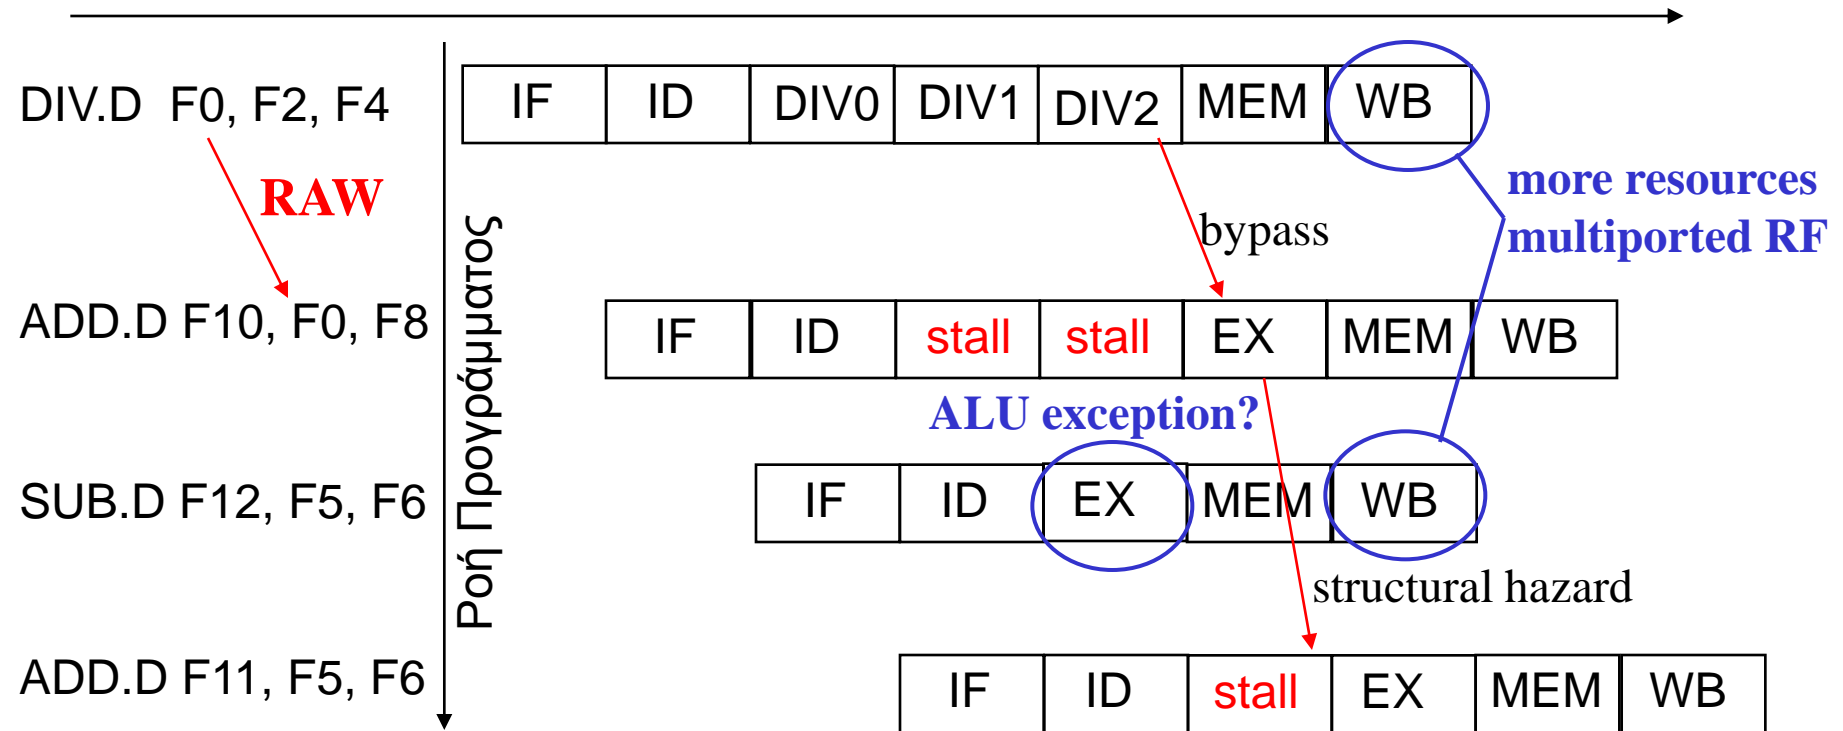 DIV.D F0, F2, F4
IF ID DIV0 DIV1 DIV2 MEM WB
RAW
more resources
multiported RF
bypass
Ροή Προγράμματος
ADD.D F10, F0, F8
IF ID stall stall EX MEM WB
ALU exception?
SUB.D F12, F5, F6
IF ID EX MEM WB
structural hazard
ADD.D F11, F5, F6
IF ID stall EX MEM WB